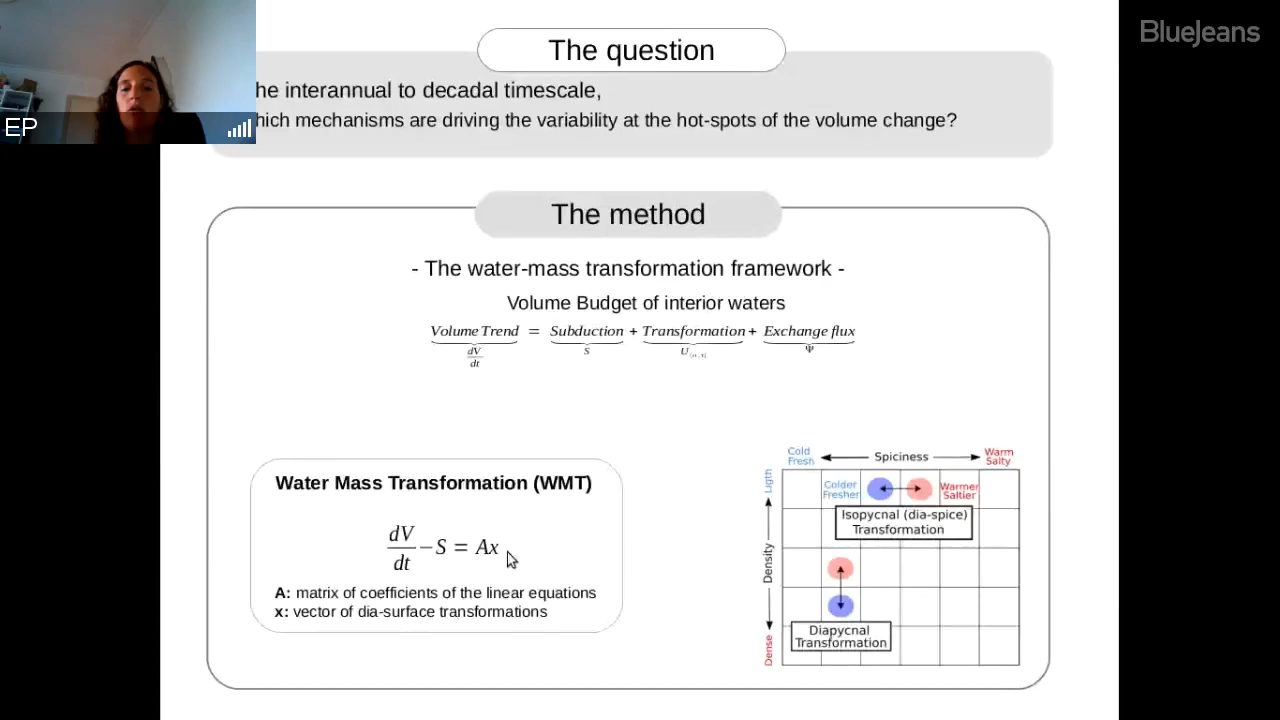 BlueJeans
EP
The question
he interannual to decadal timescale,
hich mechanisms are driving the variability at the hot-spots of the volume change?
The method
- The water-mass transformation framework -
Volume Budget of interior waters
Volume Trend = Subduction + Transformation + Exchange flux
dV/dt S U Ψ
Water Mass Transformation (WMT)
dV/dt − S = Ax
A: matrix of coefficients of the linear equations
x: vector of dia-surface transformations
Cold Fresh
Spiciness
Warm Salty
Ligth
Density
Dense
Colder Fresher
Warmer Saltier
Isopycnal (dia-spice)
Transformation
Diapycnal
Transformation